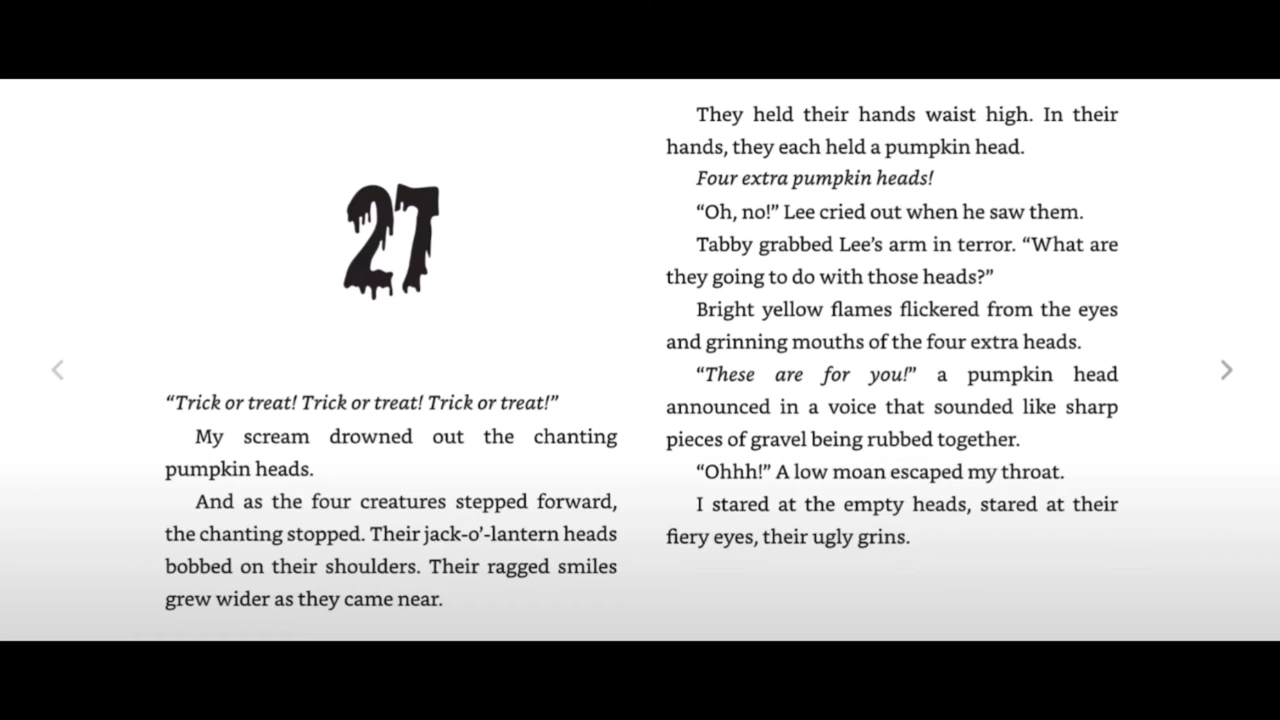 27
“Trick or treat! Trick or treat! Trick or treat!”
My scream drowned out the chanting
pumpkin heads.
And as the four creatures stepped forward,
the chanting stopped. Their jack-o’-lantern heads
bobbed on their shoulders. Their ragged smiles
grew wider as they came near.
They held their hands waist high. In their
hands, they each held a pumpkin head.
Four extra pumpkin heads!
“Oh, no!” Lee cried out when he saw them.
Tabby grabbed Lee’s arm in terror. “What are
they going to do with those heads?”
Bright yellow flames flickered from the eyes
and grinning mouths of the four extra heads.
“These are for you!” a pumpkin head
announced in a voice that sounded like sharp
pieces of gravel being rubbed together.
“Ohhh!” A low moan escaped my throat.
I stared at the empty heads, stared at their
fiery eyes, their ugly grins.